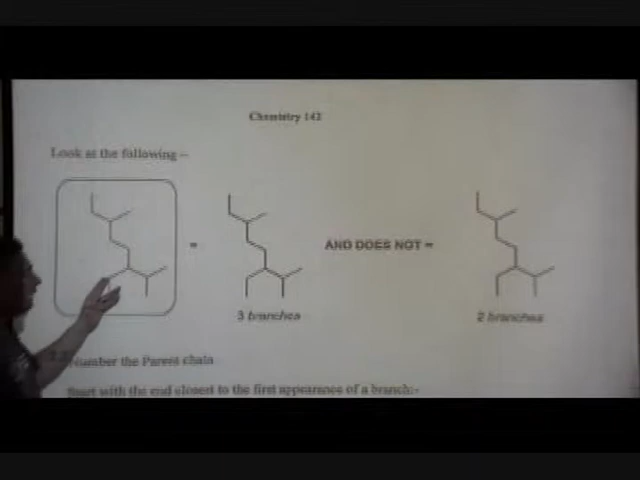 Chemistry 142
Look at the following –
=
AND DOES NOT =
3 branches
2 branches
Number the Parent chain
Start with the end closest to the first appearance of a branch:-